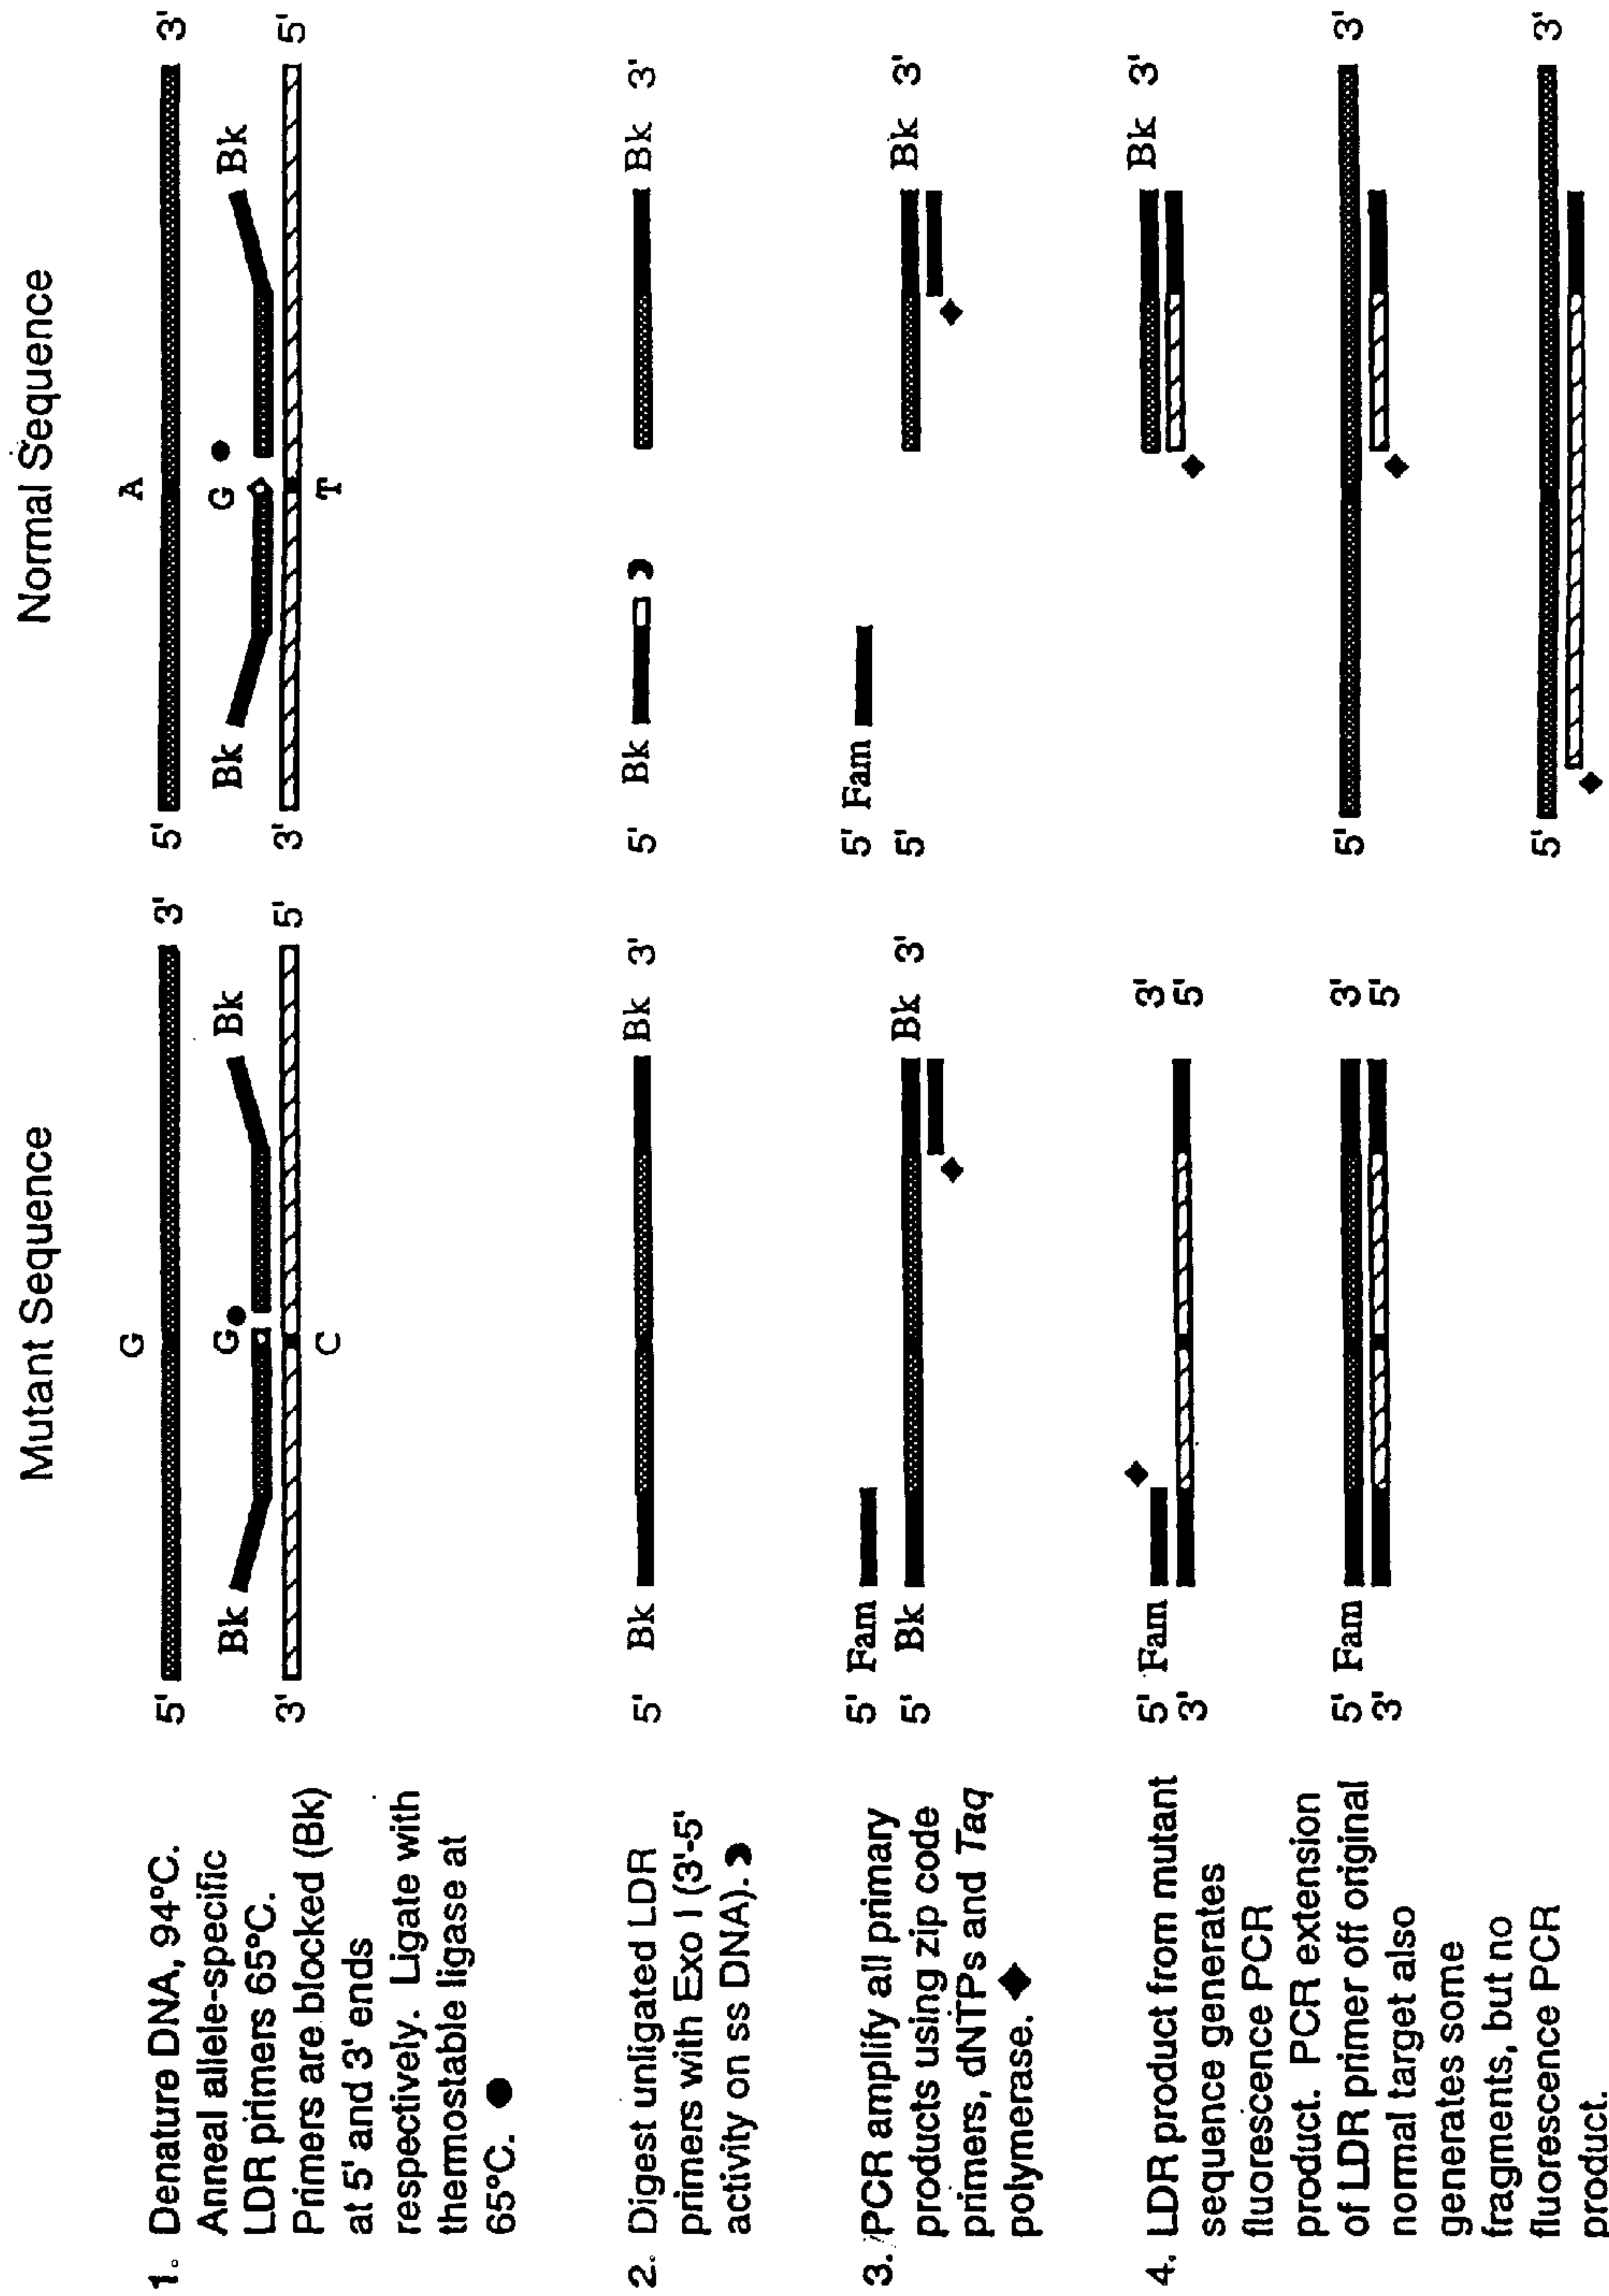 Mutant Sequence
Normal Sequence
1. Denature DNA, 94°C.
Anneal allele-specific
LDR primers 65°C.
Primers are blocked (Bk)
at 5' and 3' ends
respectively. Ligate with
thermostable ligase at
65°C. ●
G
5' 3'
Bk G Bk
3' 5'
C
A
5' 3'
Bk G Bk
3' 5'
T
2. Digest unligated LDR
primers with Exo I (3'-5'
activity on ss DNA).
5' Bk Bk 3'
5' Bk Bk 3'
3. PCR amplify all primary
products using zip code
primers, dNTPs and Taq
polymerase. ◆
5' Fam
5' Bk Bk 3'
5' Fam
5' Bk 3'
4. LDR product from mutant
sequence generates
fluorescence PCR
product. PCR extension
of LDR primer off original
normal target also
generates some
fragments, but no
fluorescence PCR
product.
5' Fam 3'
3' 5'
Bk 3'
5' Fam 3'
3' 5'
5' 3'
5' 3'